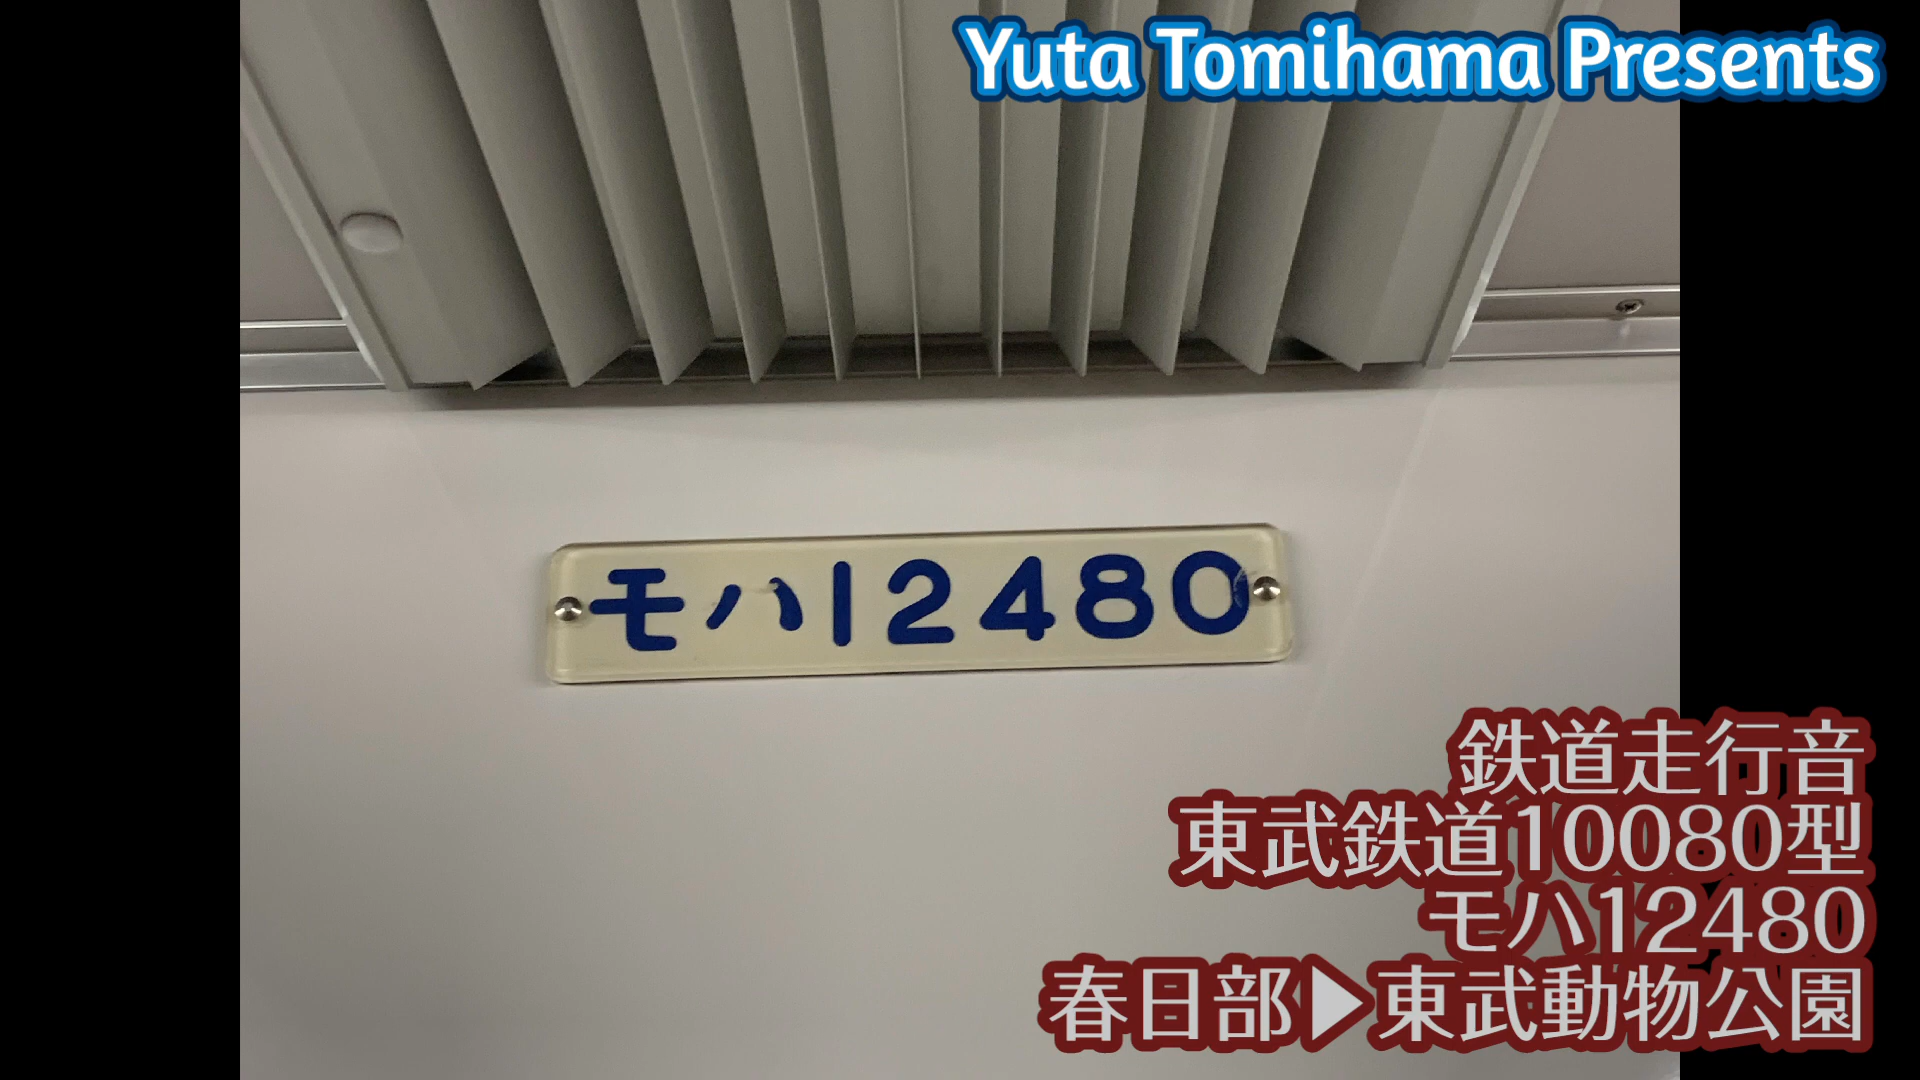 Yuta Tomihama Presents
モハ12480
鉄道走行音
東武鉄道10080型
モハ12480
春日部▶東武動物公園